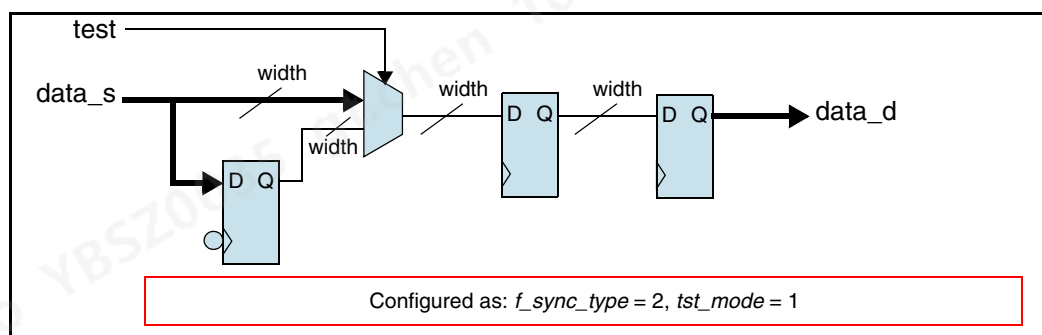 test
width
width
width
width
data_s
D Q
D Q
D Q
data_d
Configured as: f_sync_type = 2, tst_mode = 1